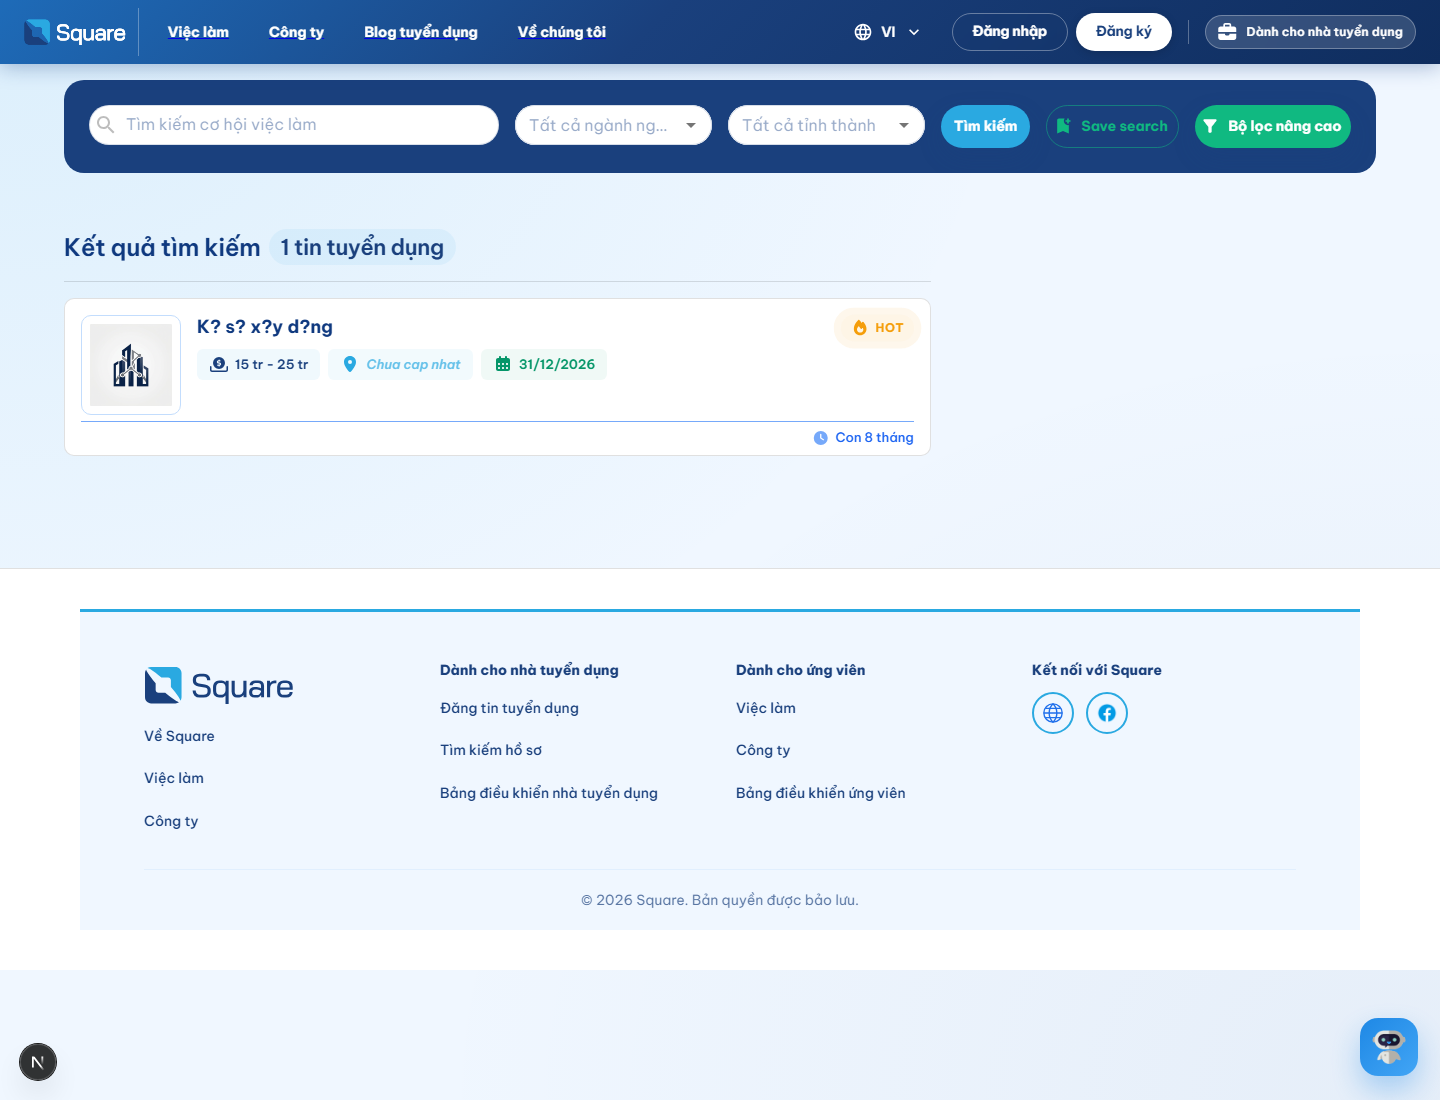 Square
Việc làm
Công ty
Blog tuyển dụng
Về chúng tôi
VI
Đăng nhập
Đăng ký
Dành cho nhà tuyển dụng
Tìm kiếm cơ hội việc làm
Tất cả ngành ng...
Tất cả tỉnh thành
Tìm kiếm
Save search
Bộ lọc nâng cao
Kết quả tìm kiếm
1 tin tuyển dụng
K? s? x?y d?ng
HOT
15 tr - 25 tr
Chua cap nhat
31/12/2026
Con 8 tháng
Square
Về Square
Việc làm
Công ty
Dành cho nhà tuyển dụng
Đăng tin tuyển dụng
Tìm kiếm hồ sơ
Bảng điều khiển nhà tuyển dụng
Dành cho ứng viên
Việc làm
Công ty
Bảng điều khiển ứng viên
Kết nối với Square
© 2026 Square. Bản quyền được bảo lưu.
N